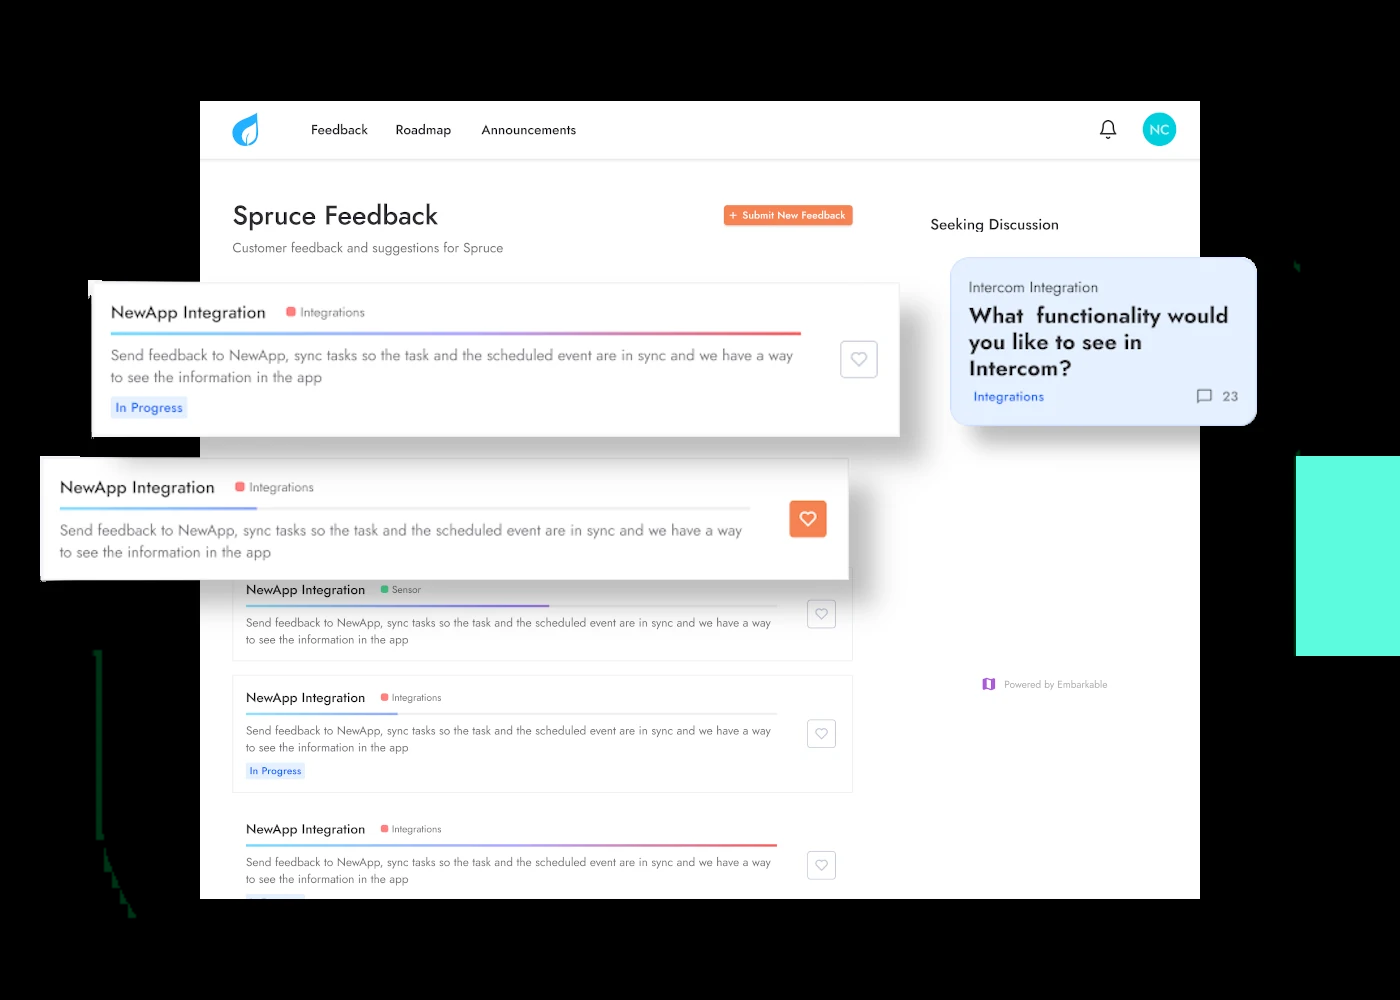 Feedback Roadmap Announcements
NC
Spruce Feedback
+ Submit New Feedback
Customer feedback and suggestions for Spruce
Seeking Discussion
NewApp Integration Integrations
Send feedback to NewApp, sync tasks so the task and the scheduled event are in sync and we have a way
to see the information in the app
In Progress
Intercom Integration
What functionality would
you like to see in
Intercom?
Integrations 23
NewApp Integration Integrations
Send feedback to NewApp, sync tasks so the task and the scheduled event are in sync and we have a way
to see the information in the app
NewApp Integration Sensor
Send feedback to NewApp, sync tasks so the task and the scheduled event are in sync and we have a way
to see the information in the app
Powered by Embarkable
NewApp Integration Integrations
Send feedback to NewApp, sync tasks so the task and the scheduled event are in sync and we have a way
to see the information in the app
In Progress
NewApp Integration Integrations
Send feedback to NewApp, sync tasks so the task and the scheduled event are in sync and we have a way
to see the information in the app